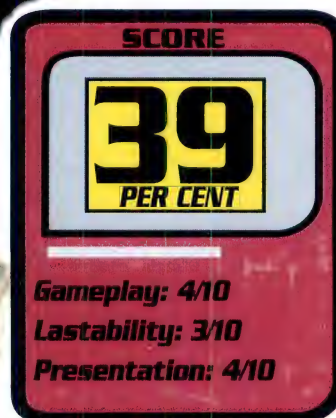 SCORE
39
PER CENT
Gameplay: 4/10
Lastability: 3/10
Presentation: 4/10